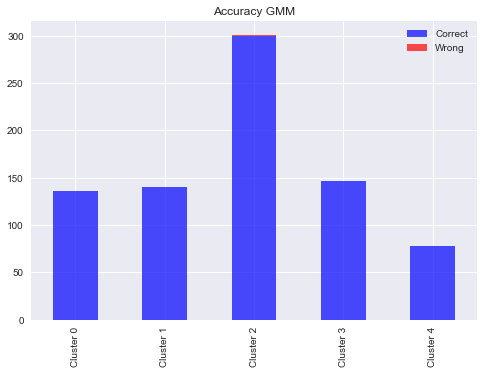 Accuracy GMM
Correct
Wrong
300
250
200
150
100
50
0
Cluster 0
Cluster 1
Cluster 2
Cluster 3
Cluster 4